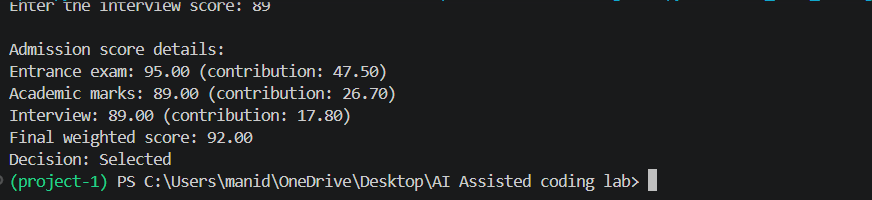 Enter the interview score: 89
Admission score details:
Entrance exam: 95.00 (contribution: 47.50)
Academic marks: 89.00 (contribution: 26.70)
Interview: 89.00 (contribution: 17.80)
Final weighted score: 92.00
Decision: Selected
(project-1) PS C:\Users\manid\OneDrive\Desktop\AI Assisted coding lab>